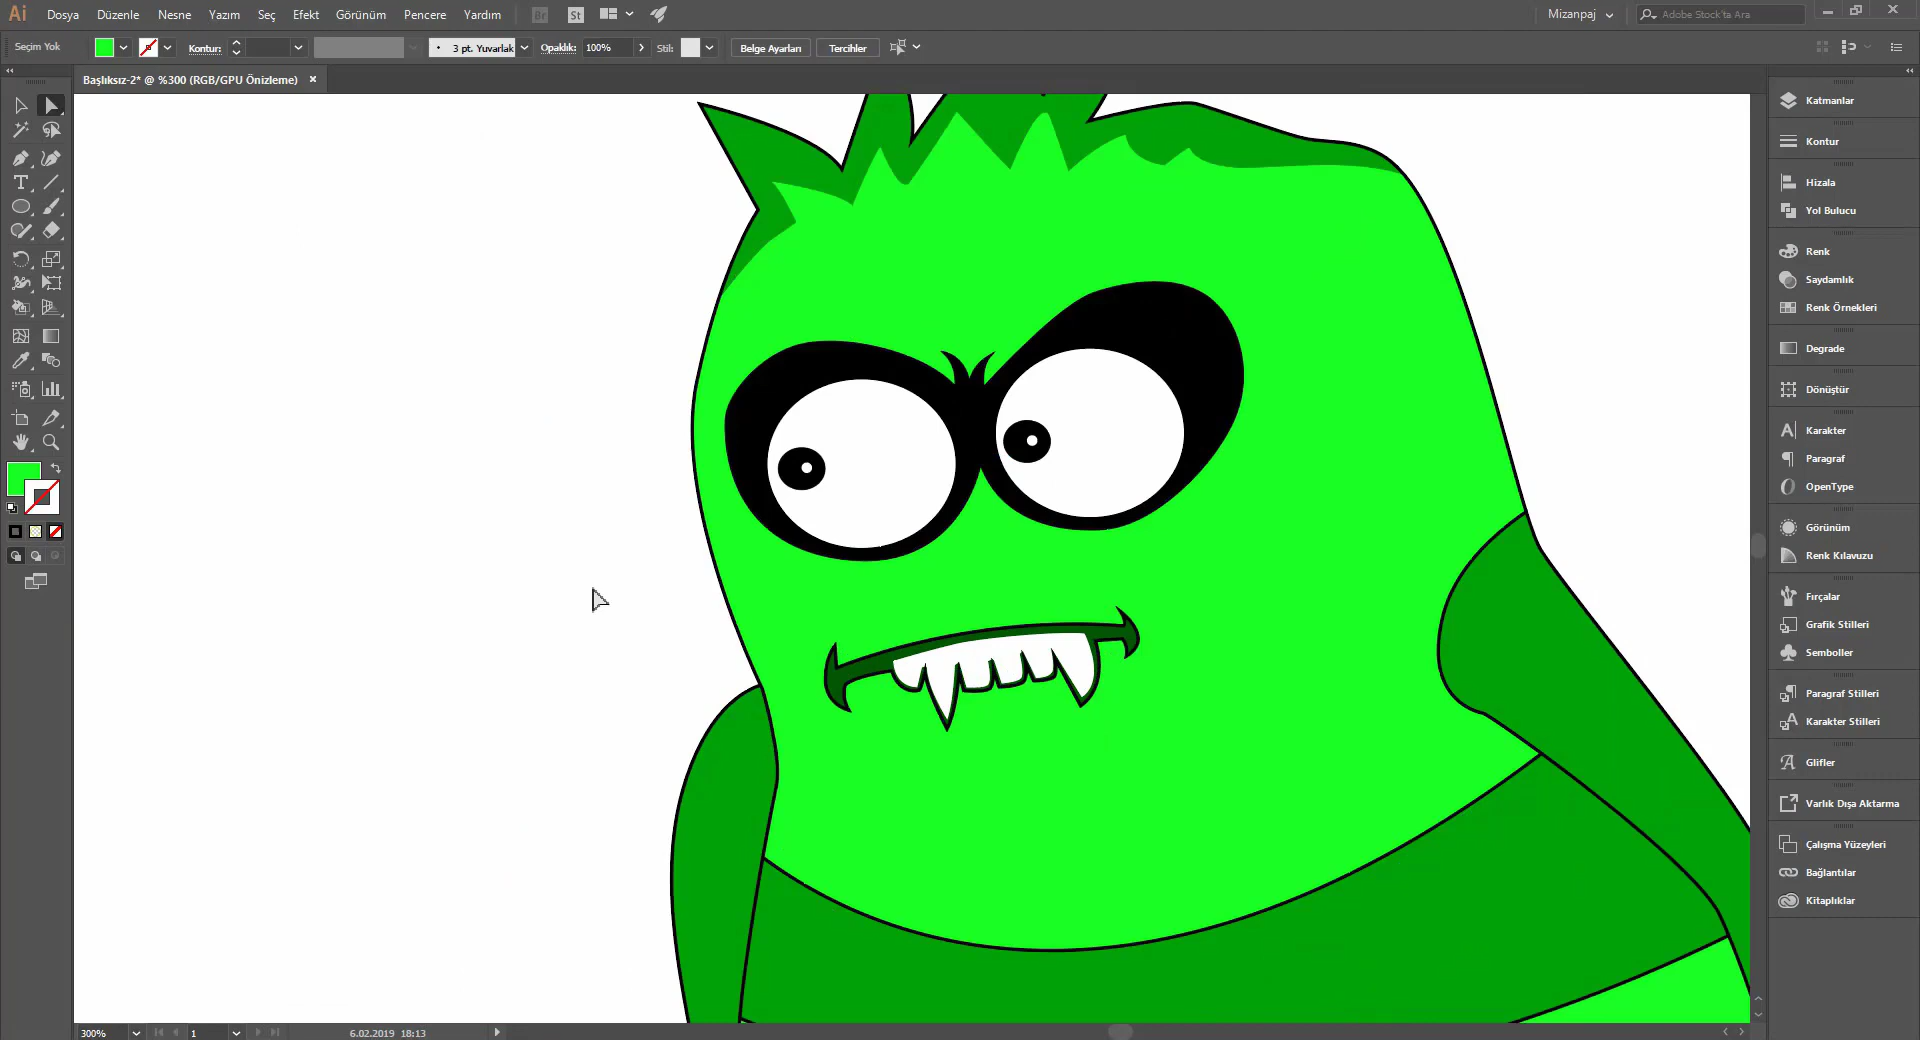 Ai Dosya Düzenle Nesne Yazım Seç Efekt Görünüm Pencere Yardım Br St Mizanpaj Adobe Stock'ta Ara
Seçim Yok Kontur: 3 pt. Yuvarlak Opaklık: 100% Stil: Belge Ayarları Tercihler
Başlıksız-2* @ %300 (RGB/GPU Önizleme) ×
Katmanlar
Kontur
Hizala
Yol Bulucu
Renk
Saydamlık
Renk Örnekleri
Degrade
Dönüştür
Karakter
Paragraf
OpenType
Görünüm
Renk Kılavuzu
Fırçalar
Grafik Stilleri
Semboller
Paragraf Stilleri
Karakter Stilleri
Glifler
Varlık Dışa Aktarma
Çalışma Yüzeyleri
Bağlantılar
Kitaplıklar
300% 1 6.02.2019 18:13